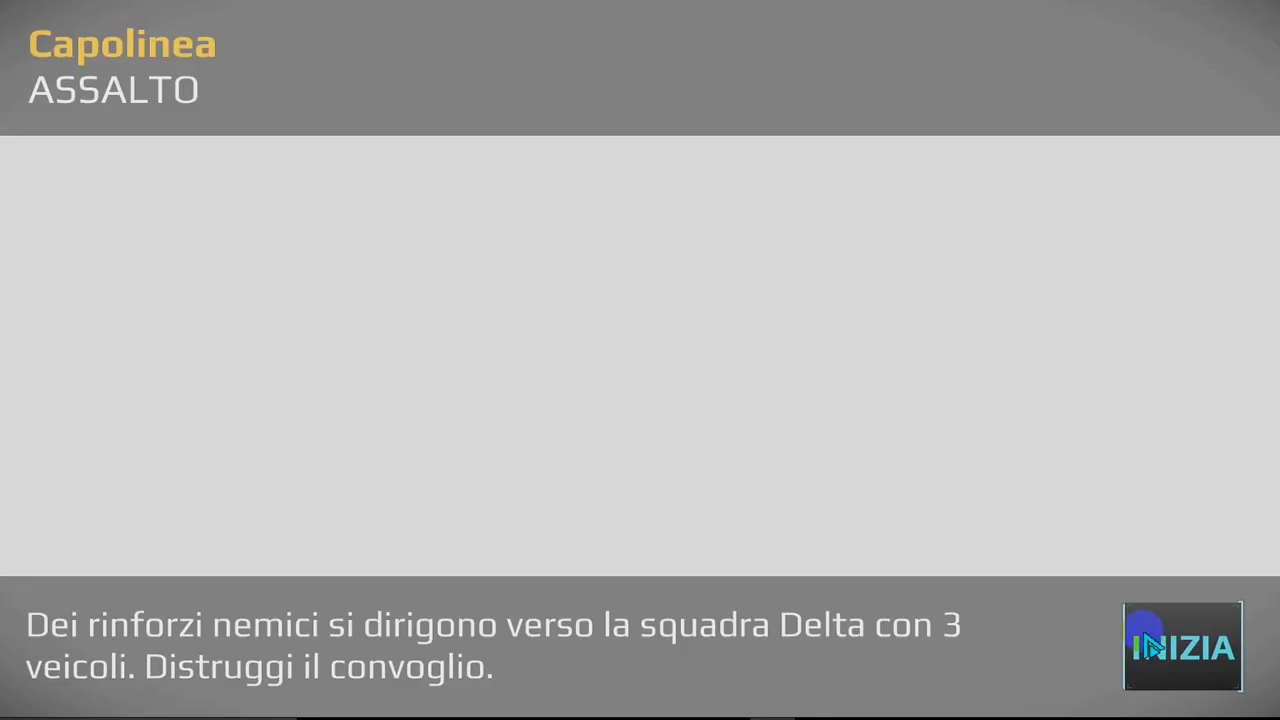 Capolinea
ASSALTO
Dei rinforzi nemici si dirigono verso la squadra Delta con 3
veicoli. Distruggi il convoglio.
INIZIA